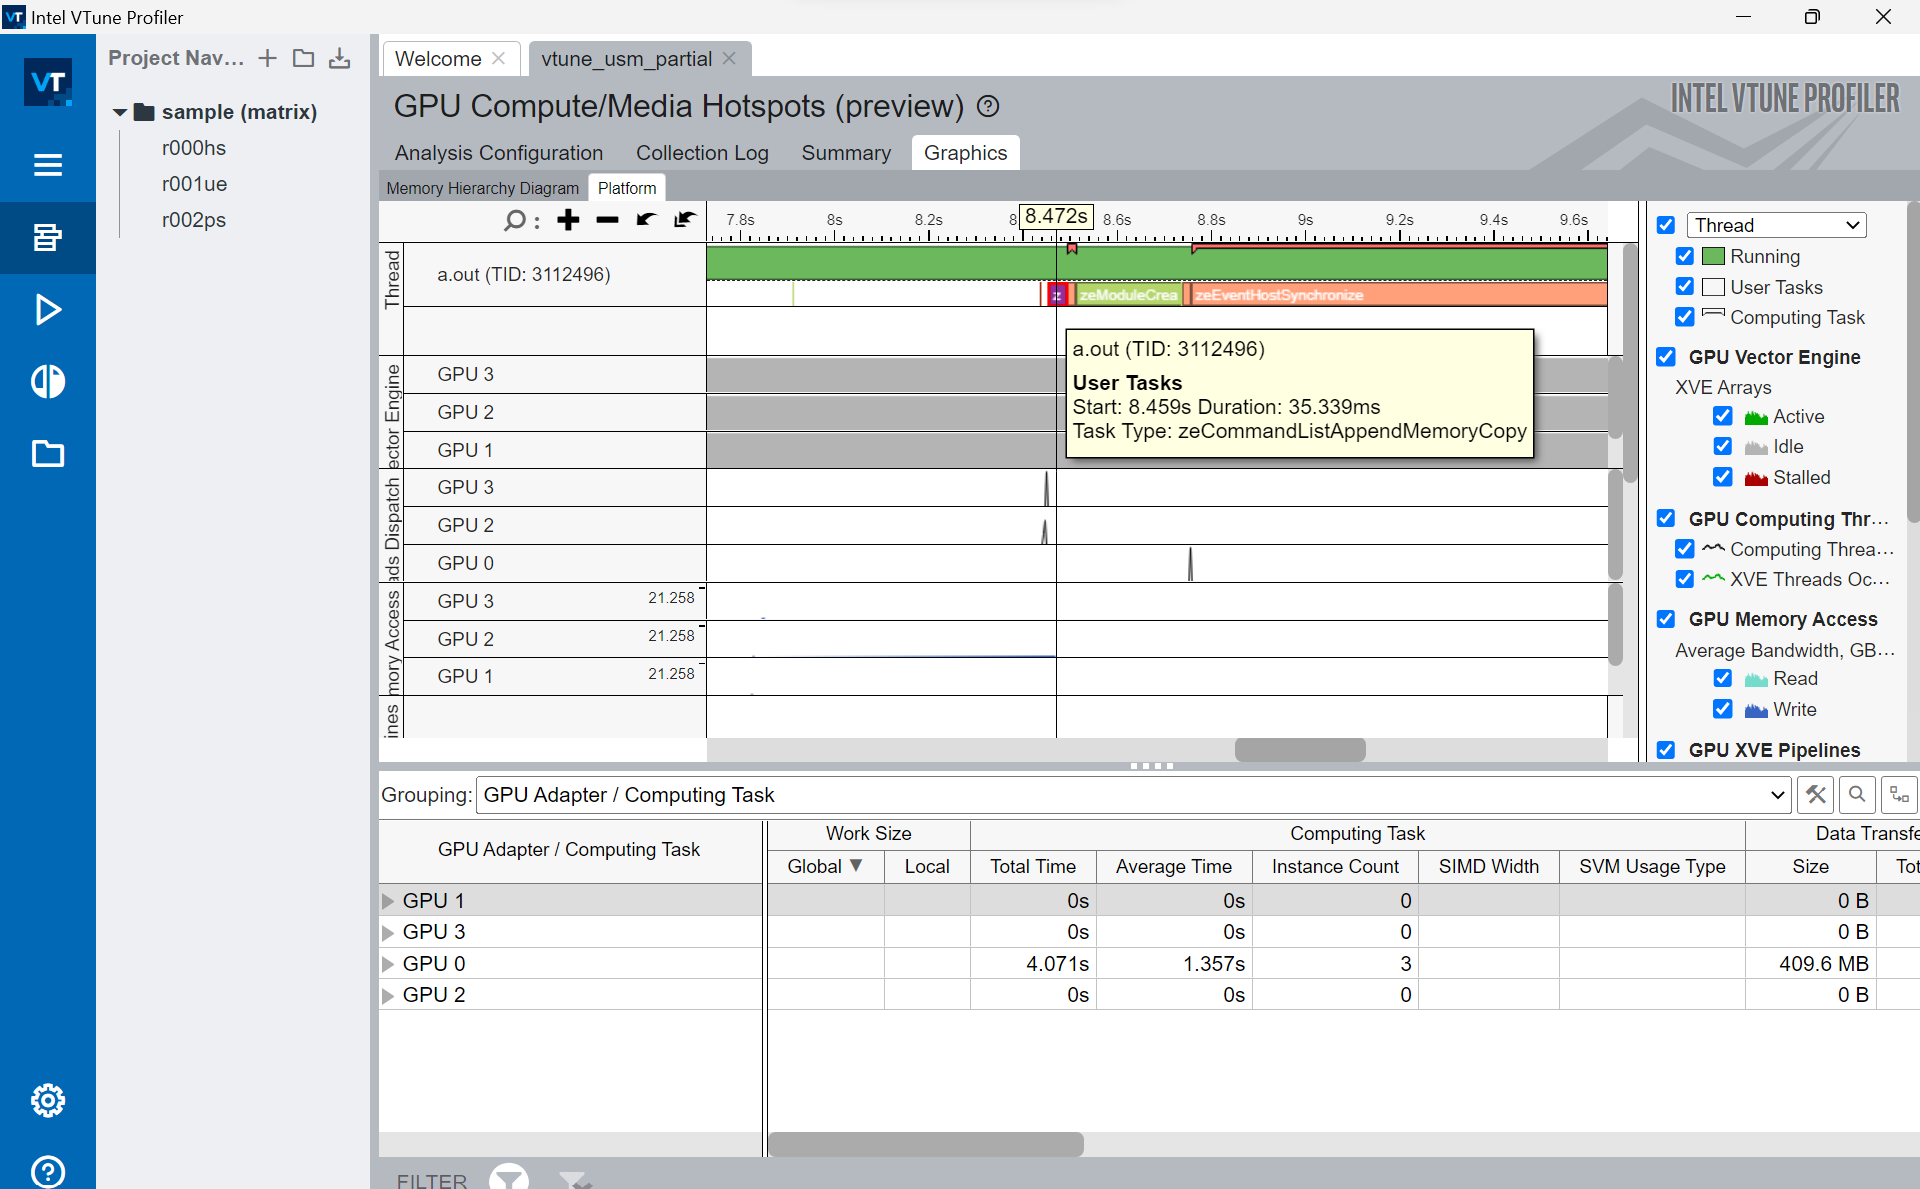 Intel VTune Profiler
Project Nav...
Welcome
vtune_usm_partial
VT
GPU Compute/Media Hotspots (preview)
INTEL VTUNE PROFILER
sample (matrix)
r000hs
r001ue
r002ps
Analysis Configuration
Collection Log
Summary
Graphics
Memory Hierarchy Diagram
Platform
7.8s 8s 8.2s 8 8.472s 8.6s 8.8s 9s 9.2s 9.4s 9.6s
Thread
a.out (TID: 3112496)
z zeModuleCrea zeEventHostSynchronize
a.out (TID: 3112496)
User Tasks
Start: 8.459s Duration: 35.339ms
Task Type: zeCommandListAppendMemoryCopy
ector Engine
GPU 3
GPU 2
GPU 1
ads Dispatch
GPU 3
GPU 2
GPU 0
mory Access
GPU 3 21.258
GPU 2 21.258
GPU 1 21.258
ines
Thread
Running
User Tasks
Computing Task
GPU Vector Engine
XVE Arrays
Active
Idle
Stalled
GPU Computing Thr...
Computing Threa...
XVE Threads Oc...
GPU Memory Access
Average Bandwidth, GB...
Read
Write
GPU XVE Pipelines
Grouping: GPU Adapter / Computing Task
GPU Adapter / Computing Task Work Size Computing Task Data Transfe
Global Local Total Time Average Time Instance Count SIMD Width SVM Usage Type Size Tot
GPU 1 0s 0s 0 0 B
GPU 3 0s 0s 0 0 B
GPU 0 4.071s 1.357s 3 409.6 MB
GPU 2 0s 0s 0 0 B
FILTER